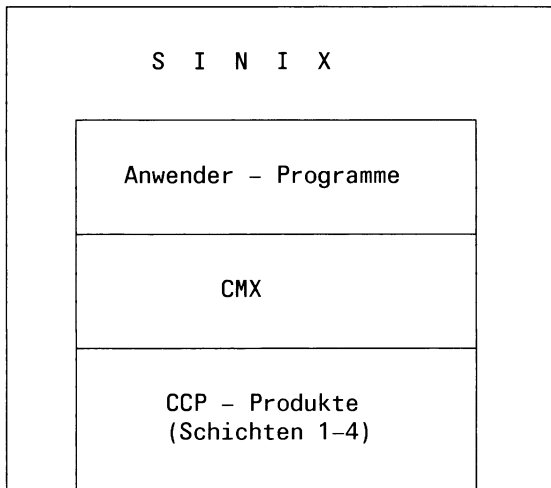 S I N I X
Anwender – Programme
CMX
CCP – Produkte
(Schichten 1–4)